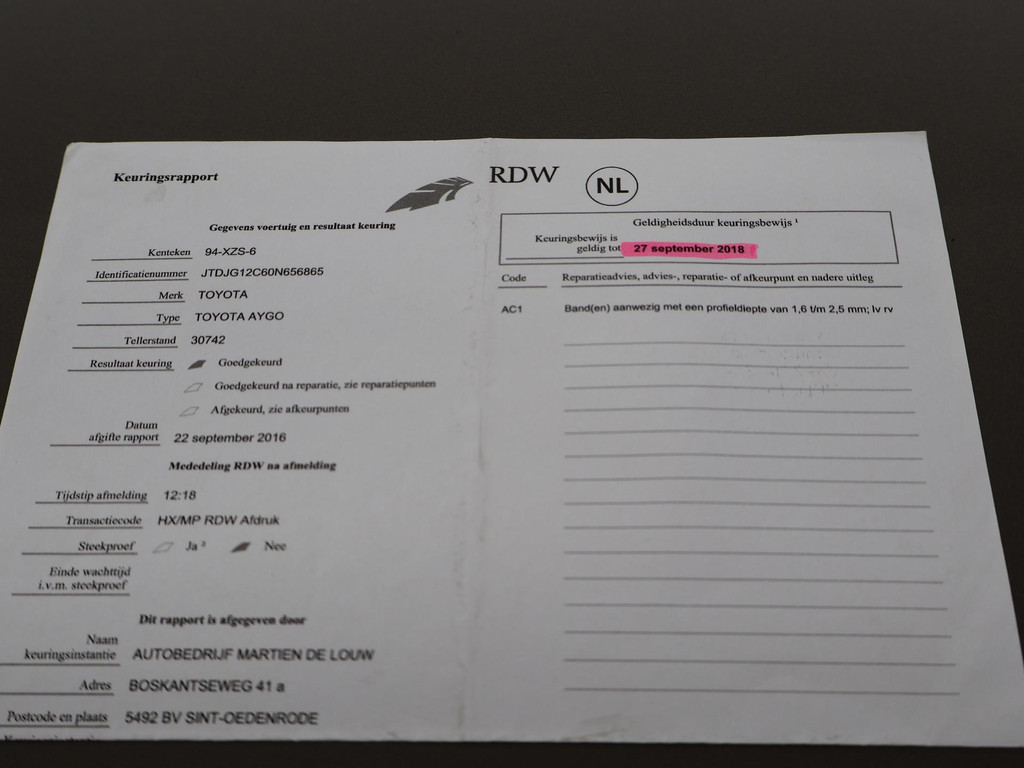 Keuringsrapport
Gegevens voertuig en resultaat keuring
Kenteken 94-XZS-6
Identificatienummer JTDJG12C60N656865
Merk TOYOTA
Type TOYOTA AYGO
Tellerstand 30742
Resultaat keuring Goedgekeurd
Goedgekeurd na reparatie, zie reparatiepunten
Afgekeurd, zie afkeurpunten
Datum
afgifte rapport 22 september 2016
Mededeling RDW na afmelding
Tijdstip afmelding 12:18
Transactiecode HX/MP RDW Afdruk
Steekproef Ja ² Nee
Einde wachttijd
i.v.m. steekproef
Dit rapport is afgegeven door
Naam
keuringsinstantie AUTOBEDRIJF MARTIEN DE LOUW
Adres BOSKANTSEWEG 41 a
Postcode en plaats 5492 BV SINT-OEDENRODE
RDW NL
Geldigheidsduur keuringsbewijs ¹
Keuringsbewijs is
geldig tot 27 september 2018
Code Reparatieadvies, advies-, reparatie- of afkeurpunt en nadere uitleg
AC1 Band(en) aanwezig met een profieldiepte van 1,6 t/m 2,5 mm; lv rv